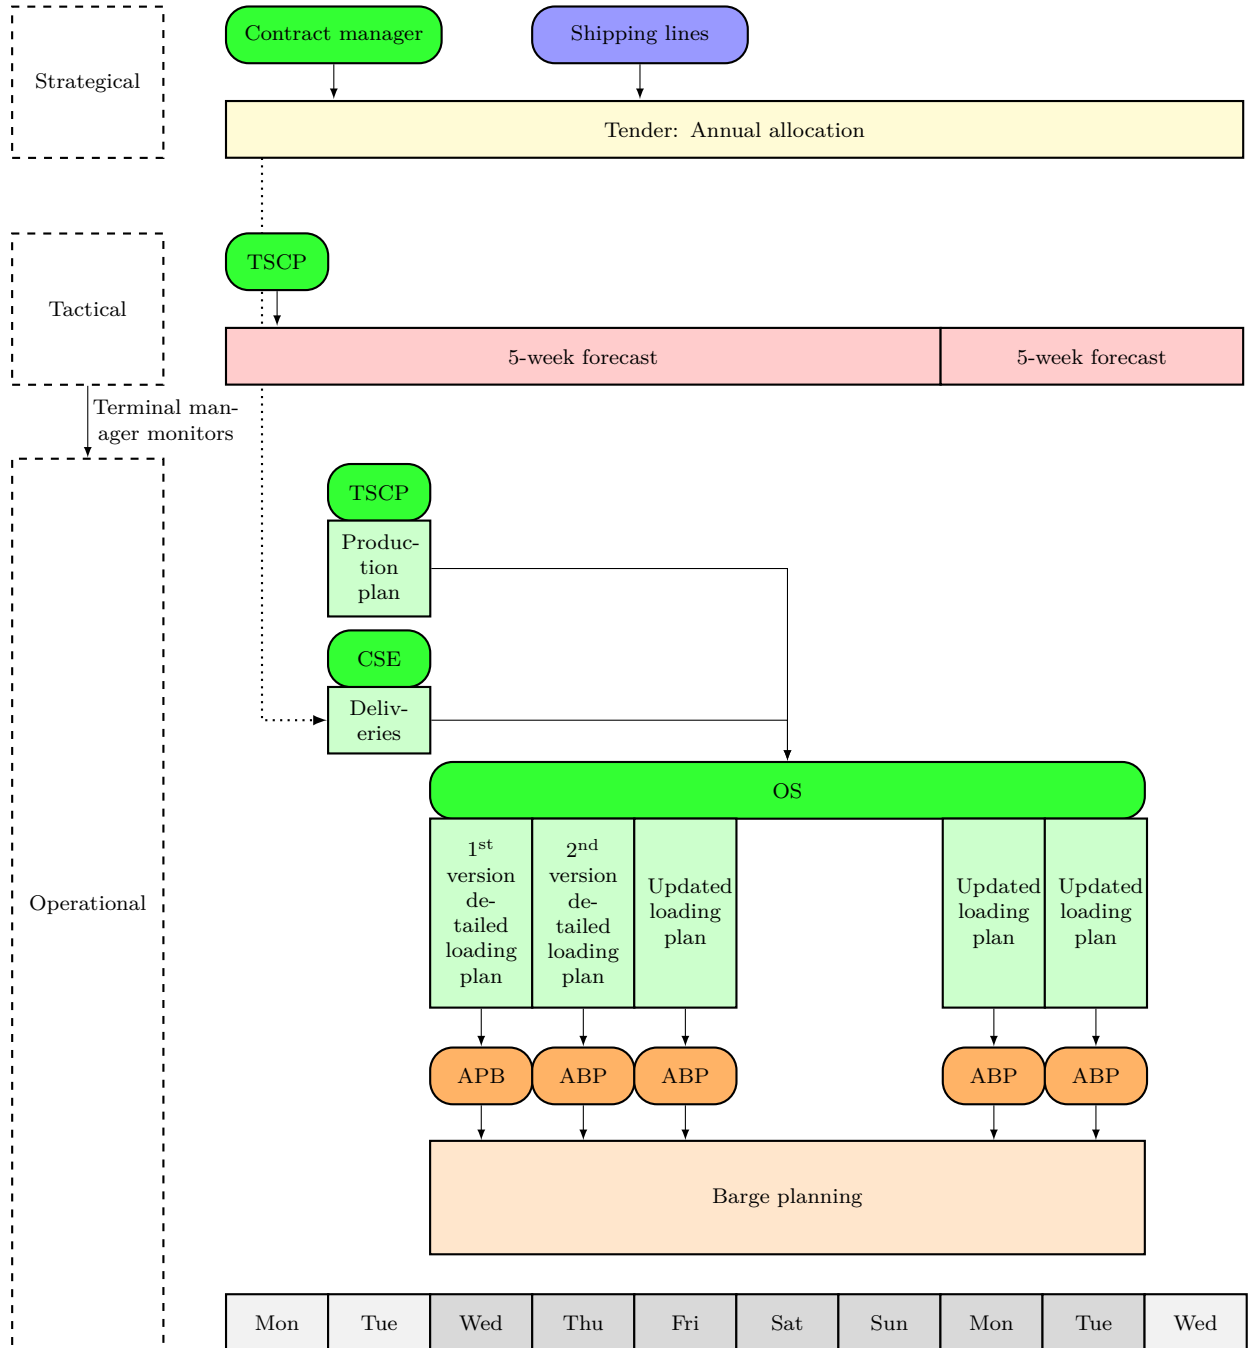 Contract manager
Shipping lines
Strategical
Tender: Annual allocation
TSCP
Tactical
5-week forecast
5-week forecast
Terminal man-
ager monitors
TSCP
Produc-
tion
plan
CSE
Deliv-
eries
OS
Operational
1st
version
de-
tailed
loading
plan
2nd
version
de-
tailed
loading
plan
Updated
loading
plan
Updated
loading
plan
Updated
loading
plan
APB
ABP
ABP
ABP
ABP
Barge planning
Mon
Tue
Wed
Thu
Fri
Sat
Sun
Mon
Tue
Wed